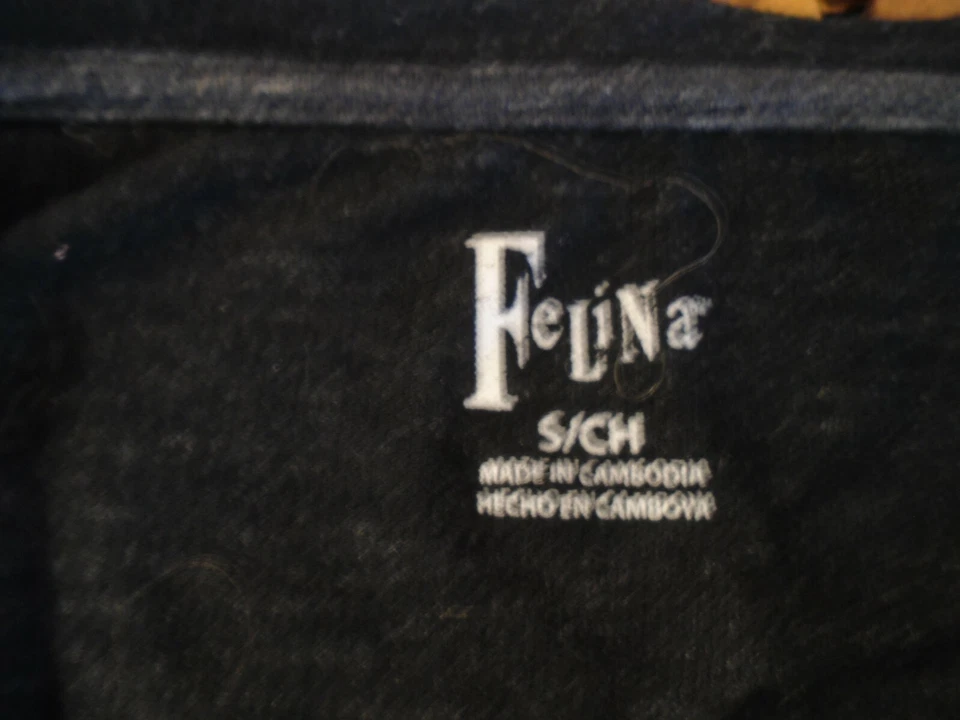 Felina
S/CH
MADE IN CAMBODIA
HECHO EN CAMBOYA